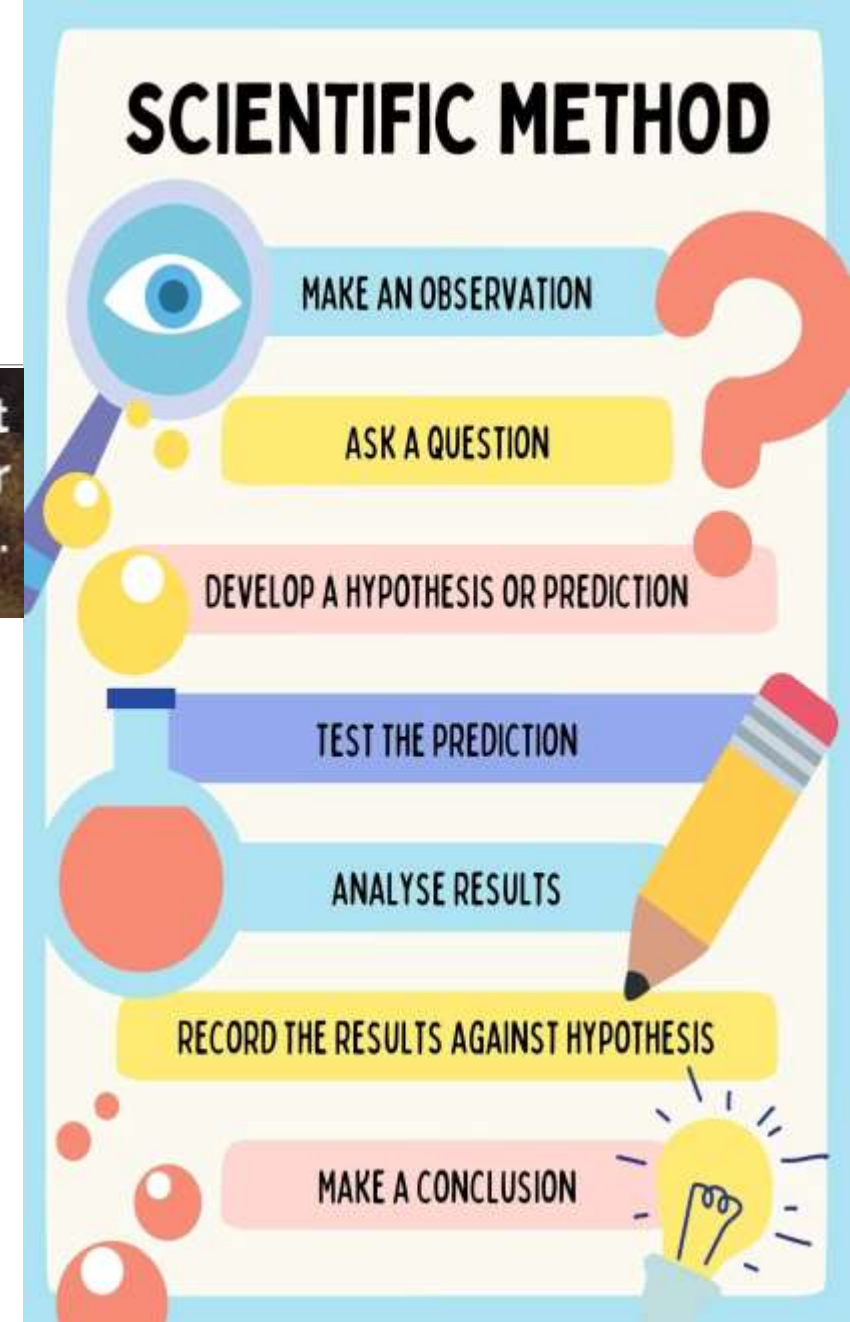 SCIENTIFIC METHOD
MAKE AN OBSERVATION
ASK A QUESTION
DEVELOP A HYPOTHESIS OR PREDICTION
TEST THE PREDICTION
ANALYSE RESULTS
RECORD THE RESULTS AGAINST HYPOTHESIS
MAKE A CONCLUSION